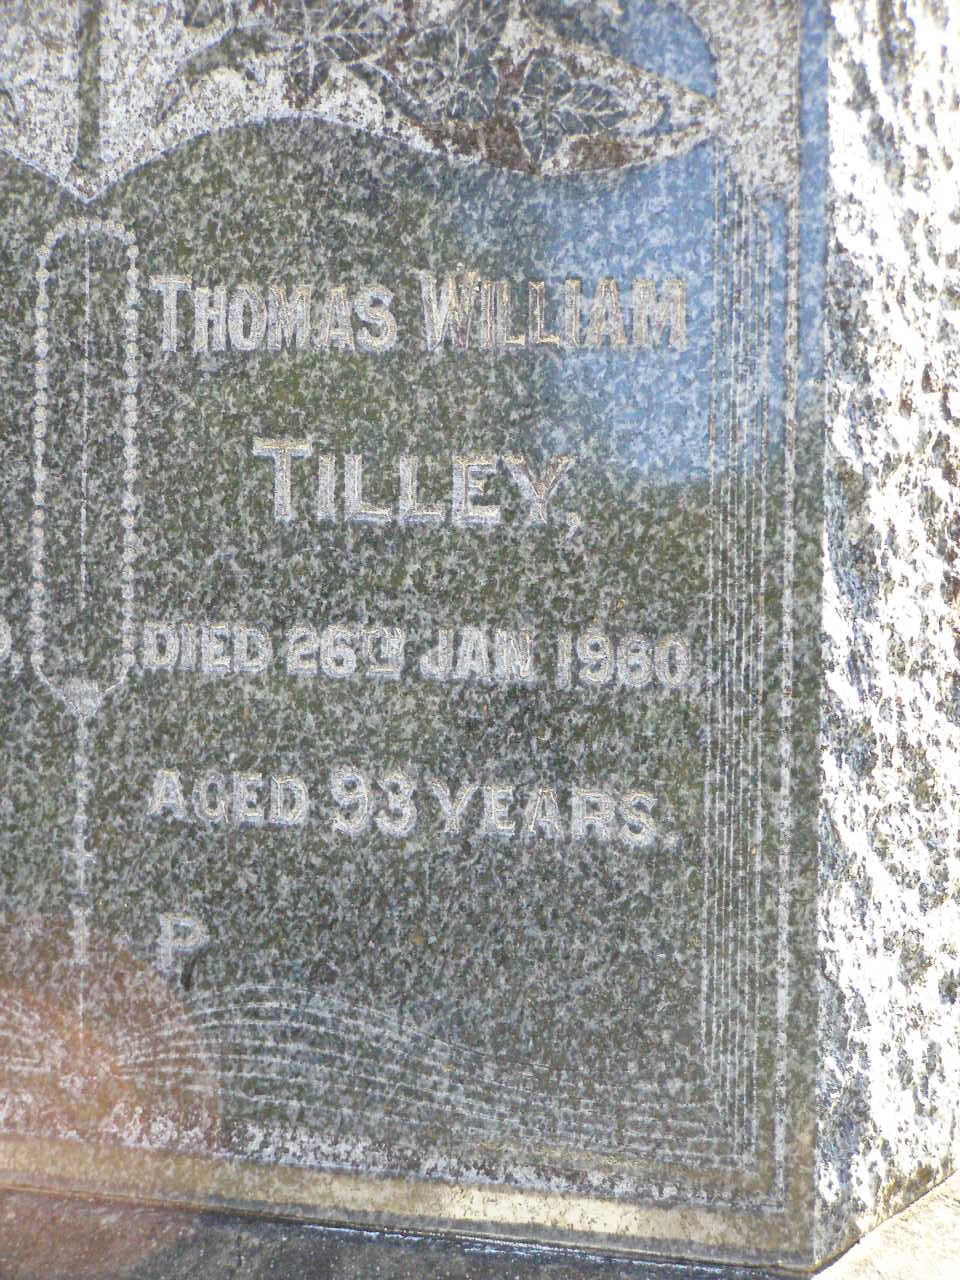 THOMAS WILLIAM
TILLEY,
DIED 26TH JAN 1960
AGED 93 YEARS
P